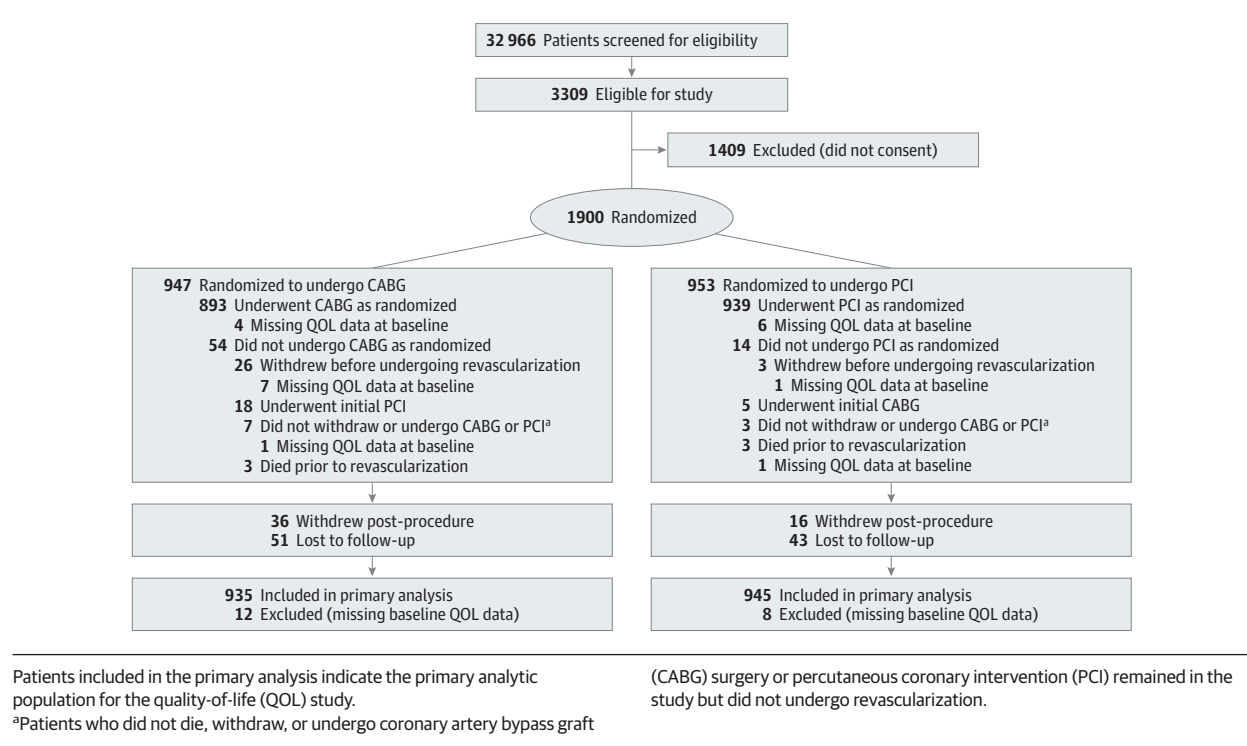 32 966 Patients screened for eligibility
3309 Eligible for study
1409 Excluded (did not consent)
1900 Randomized
947 Randomized to undergo CABG
893 Underwent CABG as randomized
4 Missing QOL data at baseline
54 Did not undergo CABG as randomized
26 Withdrew before undergoing revascularization
7 Missing QOL data at baseline
18 Underwent initial PCI
7 Did not withdraw or undergo CABG or PCIa
1 Missing QOL data at baseline
3 Died prior to revascularization
953 Randomized to undergo PCI
939 Underwent PCI as randomized
6 Missing QOL data at baseline
14 Did not undergo PCI as randomized
3 Withdrew before undergoing revascularization
1 Missing QOL data at baseline
5 Underwent initial CABG
3 Did not withdraw or undergo CABG or PCIa
3 Died prior to revascularization
1 Missing QOL data at baseline
36 Withdrew post-procedure
51 Lost to follow-up
16 Withdrew post-procedure
43 Lost to follow-up
935 Included in primary analysis
12 Excluded (missing baseline QOL data)
945 Included in primary analysis
8 Excluded (missing baseline QOL data)
Patients included in the primary analysis indicate the primary analytic
population for the quality-of-life (QOL) study.
aPatients who did not die, withdraw, or undergo coronary artery bypass graft
(CABG) surgery or percutaneous coronary intervention (PCI) remained in the
study but did not undergo revascularization.